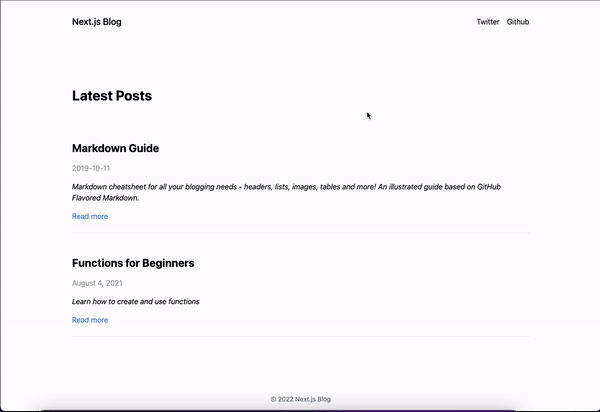 Next.js Blog
Twitter Github
Latest Posts
Markdown Guide
2019-10-11
Markdown cheatsheet for all your blogging needs - headers, lists, images, tables and more! An illustrated guide based on GitHub
Flavored Markdown.
Read more
Functions for Beginners
August 4, 2021
Learn how to create and use functions
Read more
© 2022 Next.js Blog